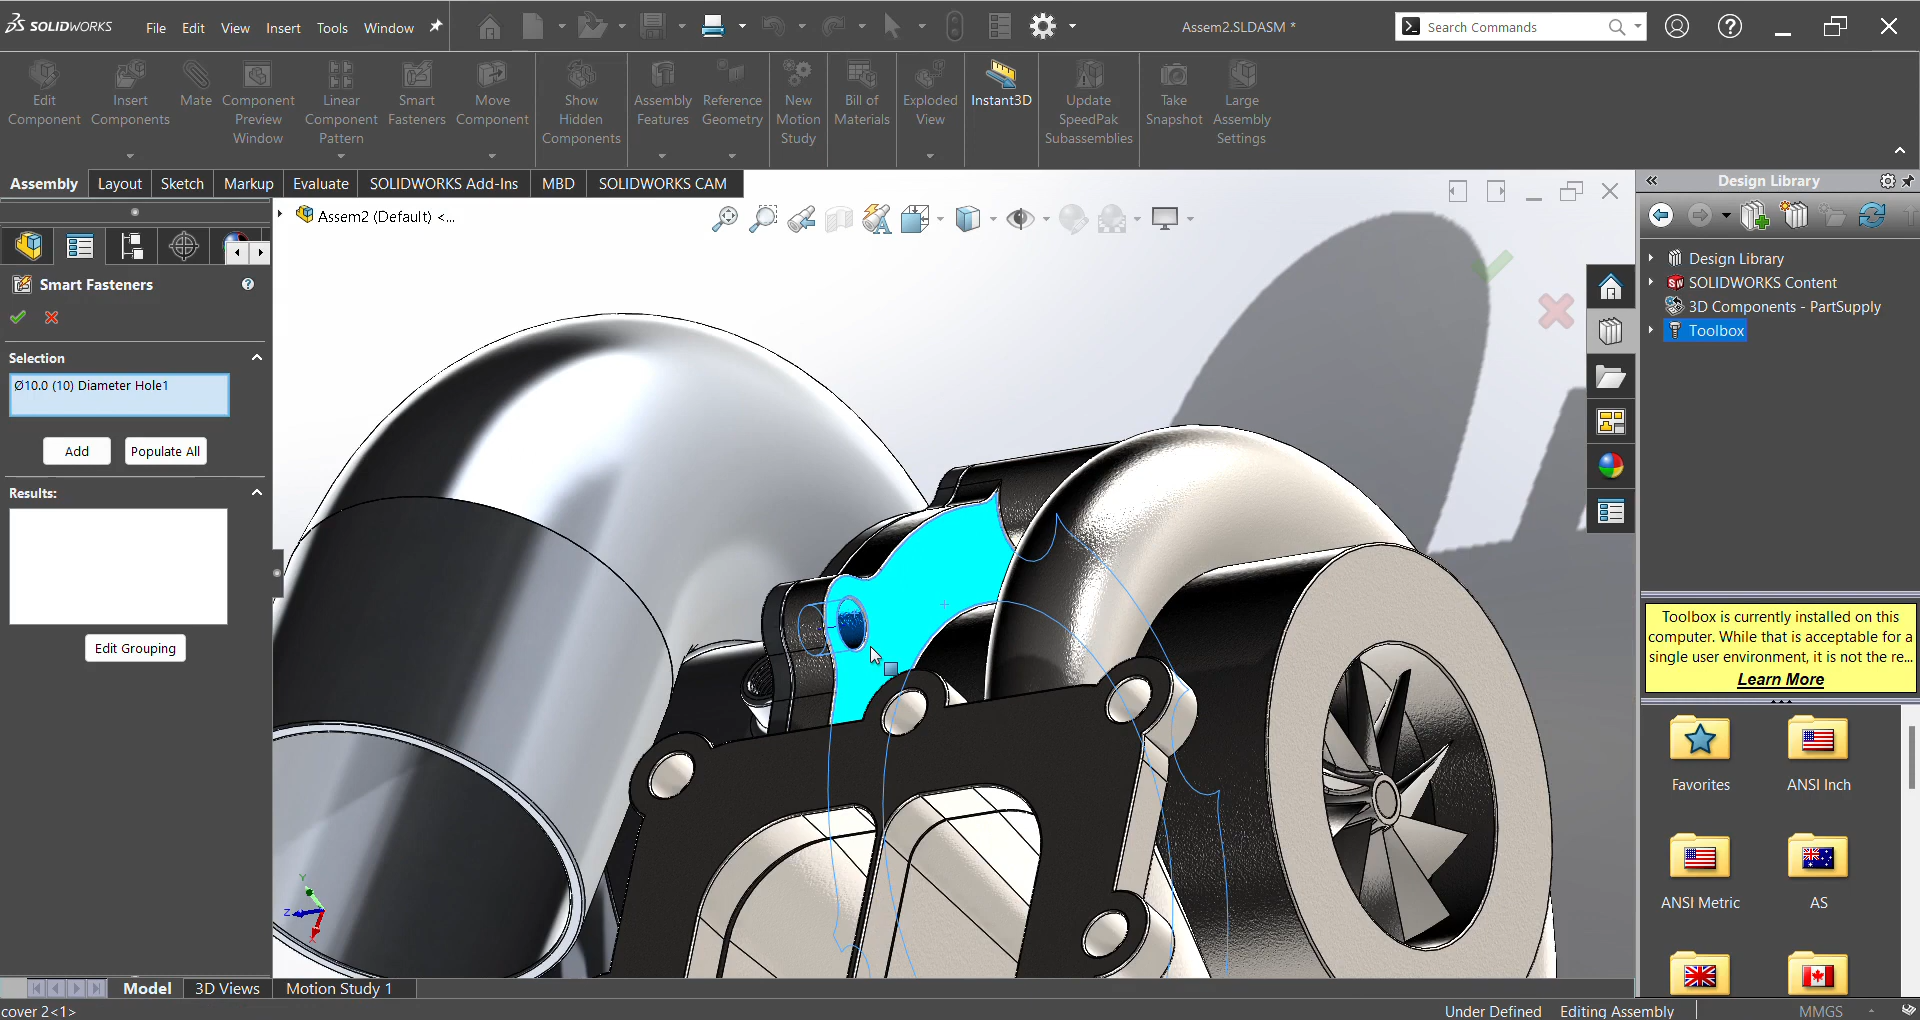 SOLIDWORKS
File Edit View Insert Tools Window
Assem2.SLDASM *
Search Commands
Edit Component
Insert Components
Mate
Component Preview Window
Linear Component Pattern
Smart Fasteners
Move Component
Show Hidden Components
Assembly Features
Reference Geometry
New Motion Study
Bill of Materials
Exploded View
Instant3D
Update SpeedPak Subassemblies
Take Snapshot
Large Assembly Settings
Assembly Layout Sketch Markup Evaluate SOLIDWORKS Add-Ins MBD SOLIDWORKS CAM
Assem2 (Default) <...
Smart Fasteners
Selection
Ø10.0 (10) Diameter Hole1
Add Populate All
Results:
Edit Grouping
Y
Z
X
Design Library
Design Library
SOLIDWORKS Content
3D Components - PartSupply
Toolbox
Toolbox is currently installed on this
computer. While that is acceptable for a
single user environment, it is not the re...
Learn More
Favorites ANSI Inch
ANSI Metric AS
Model 3D Views Motion Study 1
cover 2<1> Under Defined Editing Assembly MMGS